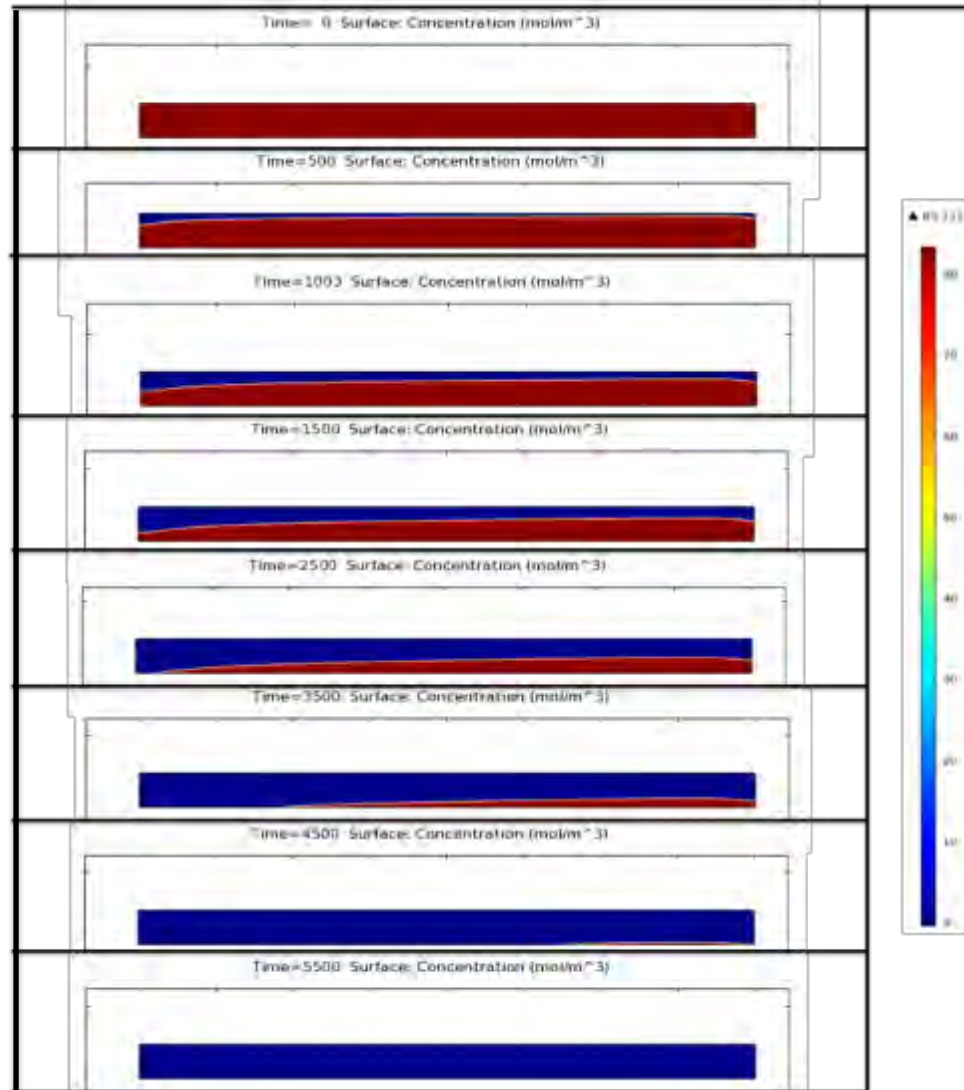 Time= 0 Surface: Concentration (mol/m^3)
Time=500 Surface: Concentration (mol/m^3)
Time=1000 Surface: Concentration (mol/m^3)
Time=1500 Surface: Concentration (mol/m^3)
Time=2500 Surface: Concentration (mol/m^3)
Time=3500 Surface: Concentration (mol/m^3)
Time=4500 Surface: Concentration (mol/m^3)
Time=5500 Surface: Concentration (mol/m^3)
▲
80
70
60
50
40
30
20
10
0